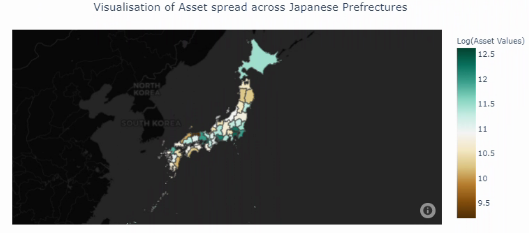 Visualisation of Asset spread across Japanese Prefrectures
Log(Asset Values)
12.5
12
11.5
11
10.5
10
9.5
NORTH
KOREA
SOUTH KOREA